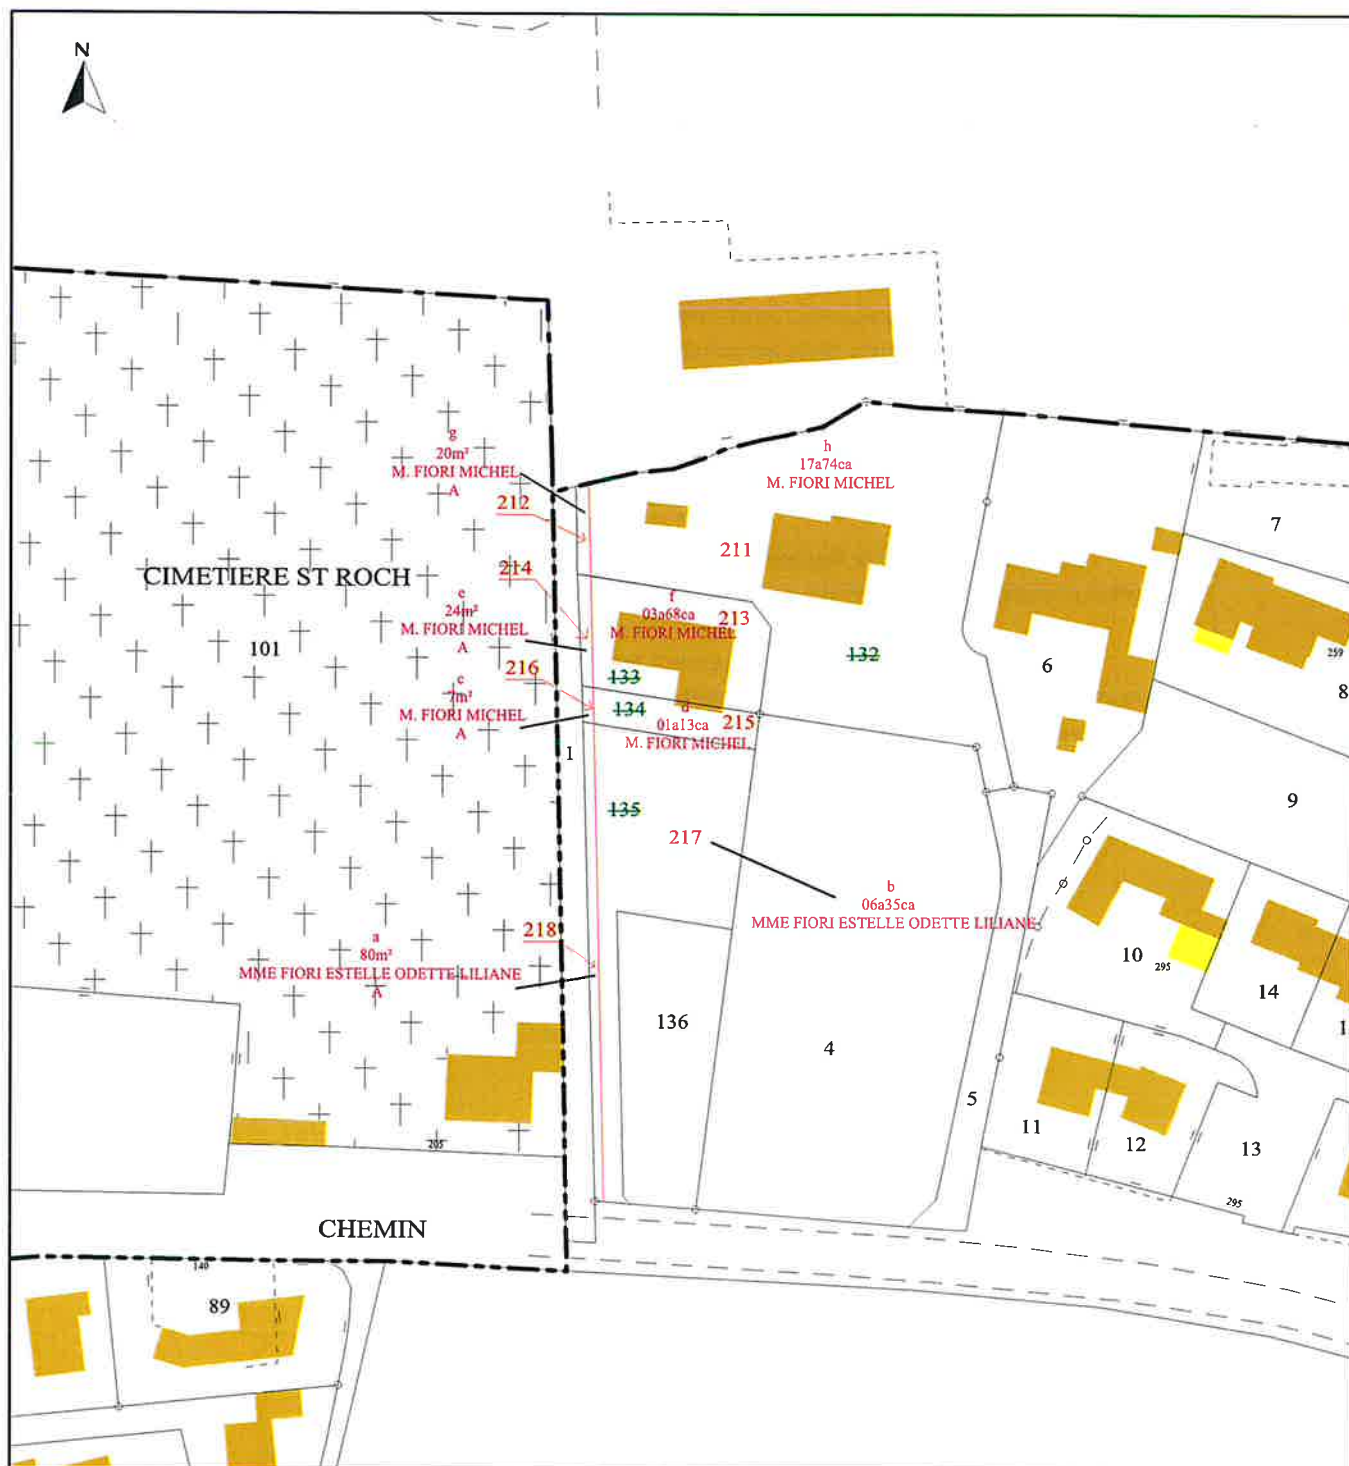 N
g
20m²
M. FIORI MICHEL
A
212
h
17a74ca
M. FIORI MICHEL
211
7
CIMETIERE ST ROCH
101
214
e
24m²
M. FIORI MICHEL
A
f
03a68ca
M. FIORI MICHEL
213
132
133
6
259
8
216
c
7m²
M. FIORI MICHEL
A
134
d
01a13ca
M. FIORI MICHEL
215
1
135
217
9
b
06a35ca
MME FIORI ESTELLE ODETTE LILIANE
218
a
80m²
MME FIORI ESTELLE ODETTE LILIANE
A
10
295
14
1
136
4
5
11
12
13
295
205
CHEMIN
140
89